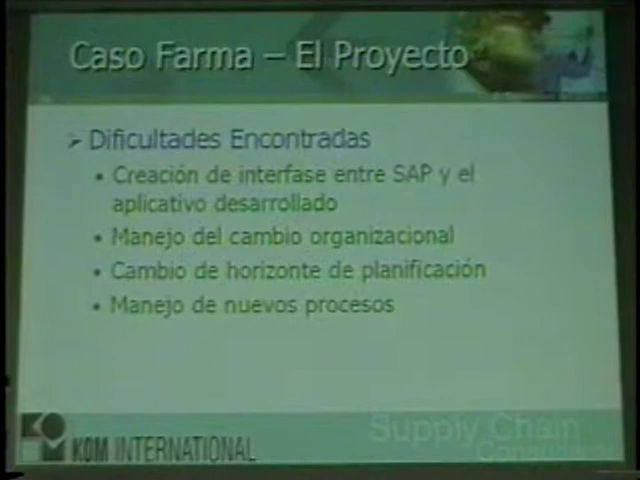 Caso Farma – El Proyecto
➢ Dificultades Encontradas
• Creación de interfase entre SAP y el
aplicativo desarrollado
• Manejo del cambio organizacional
• Cambio de horizonte de planificación
• Manejo de nuevos procesos
KOM INTERNATIONAL
Supply Chain